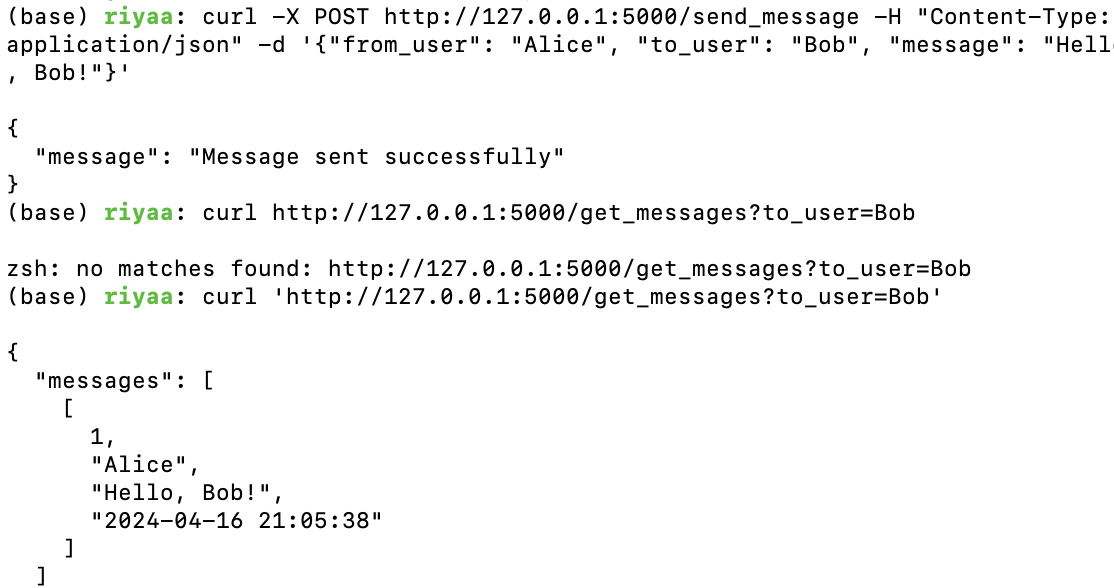 (base) riyaa: curl -X POST http://127.0.0.1:5000/send_message -H "Content-Type:
application/json" -d '{"from_user": "Alice", "to_user": "Bob", "message": "Hell
, Bob!"}'
{
"message": "Message sent successfully"
}
(base) riyaa: curl http://127.0.0.1:5000/get_messages?to_user=Bob
zsh: no matches found: http://127.0.0.1:5000/get_messages?to_user=Bob
(base) riyaa: curl 'http://127.0.0.1:5000/get_messages?to_user=Bob'
{
"messages": [
[
1,
"Alice",
"Hello, Bob!",
"2024-04-16 21:05:38"
]
]